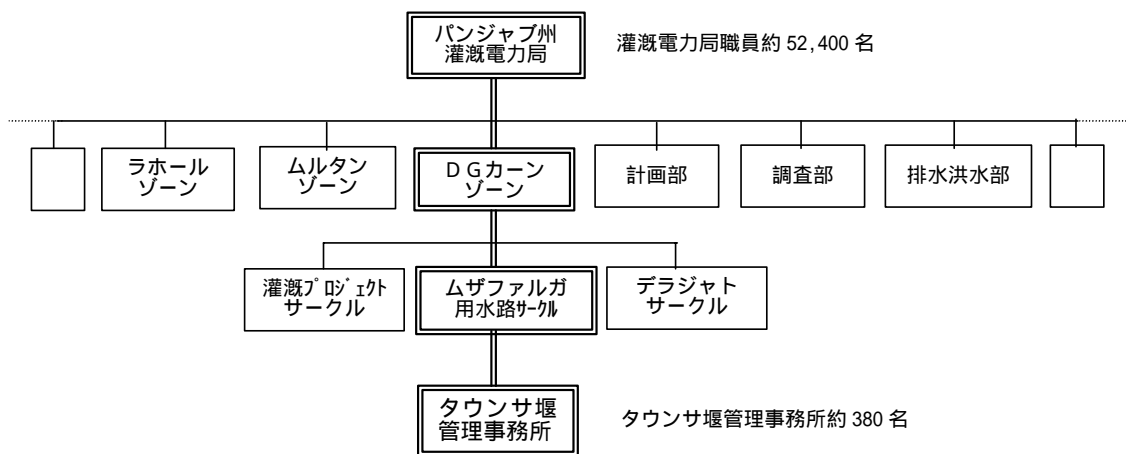 パンジャブ州
灌漑電力局
灌漑電力局職員約 52,400 名
ラホール
ゾーン
ムルタン
ゾーン
ＤＧカーン
ゾーン
計画部
調査部
排水洪水部
灌漑ﾌﾟﾛｼﾞｪｸﾄ
サークル
ムザファルガ
用水路ｻｰｸﾙ
デラジャト
サークル
タウンサ堰
管理事務所
タウンサ堰管理事務所約 380 名